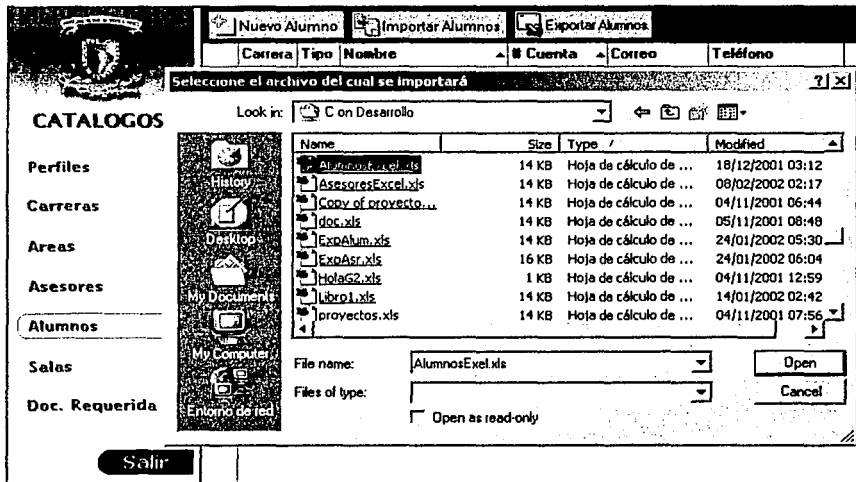 Nuevo Alumno Importar Alumnos Exportar Alumnos
Carrera Tipo Nombre # Cuenta Correo Teléfono
Seleccione el archivo del cual se importará
CATALOGOS
Perfiles
Carreras
Areas
Asesores
Alumnos
Salas
Doc. Requerida
Salir
Look in: C on Desarrollo
History
Desktop
My Documents
My Computer
Entorno de red
Name Size Type / Modified
AlumnosExcel.xls 14 KB Hoja de cálculo de ... 18/12/2001 03:12
AsesoresExcel.xls 14 KB Hoja de cálculo de ... 08/02/2002 02:17
Copy of proyecto... 14 KB Hoja de cálculo de ... 04/11/2001 06:44
doc.xls 14 KB Hoja de cálculo de ... 05/11/2001 08:48
ExpAlum.xls 14 KB Hoja de cálculo de ... 24/01/2002 05:30
ExpAsr.xls 16 KB Hoja de cálculo de ... 24/01/2002 06:04
HolaG2.xls 1 KB Hoja de cálculo de ... 04/11/2001 12:59
Libro1.xls 14 KB Hoja de cálculo de ... 14/01/2002 02:42
proyectos.xls 14 KB Hoja de cálculo de ... 04/11/2001 07:56
File name: AlumnosExel.xls Open
Files of type: Cancel
Open as read-only